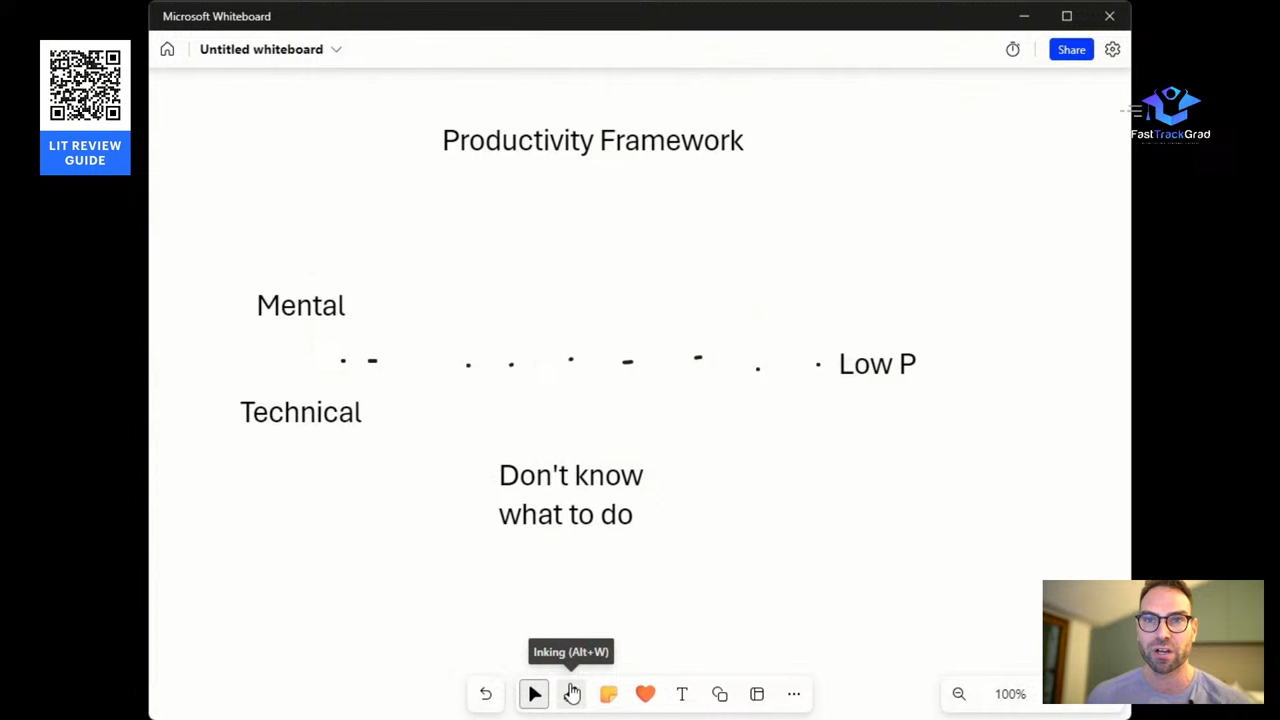 Microsoft Whiteboard
Untitled whiteboard
Share
LIT REVIEW
GUIDE
FastTrackGrad
Productivity Framework
Mental
Low P
Technical
Don't know
what to do
Inking (Alt+W)
100%